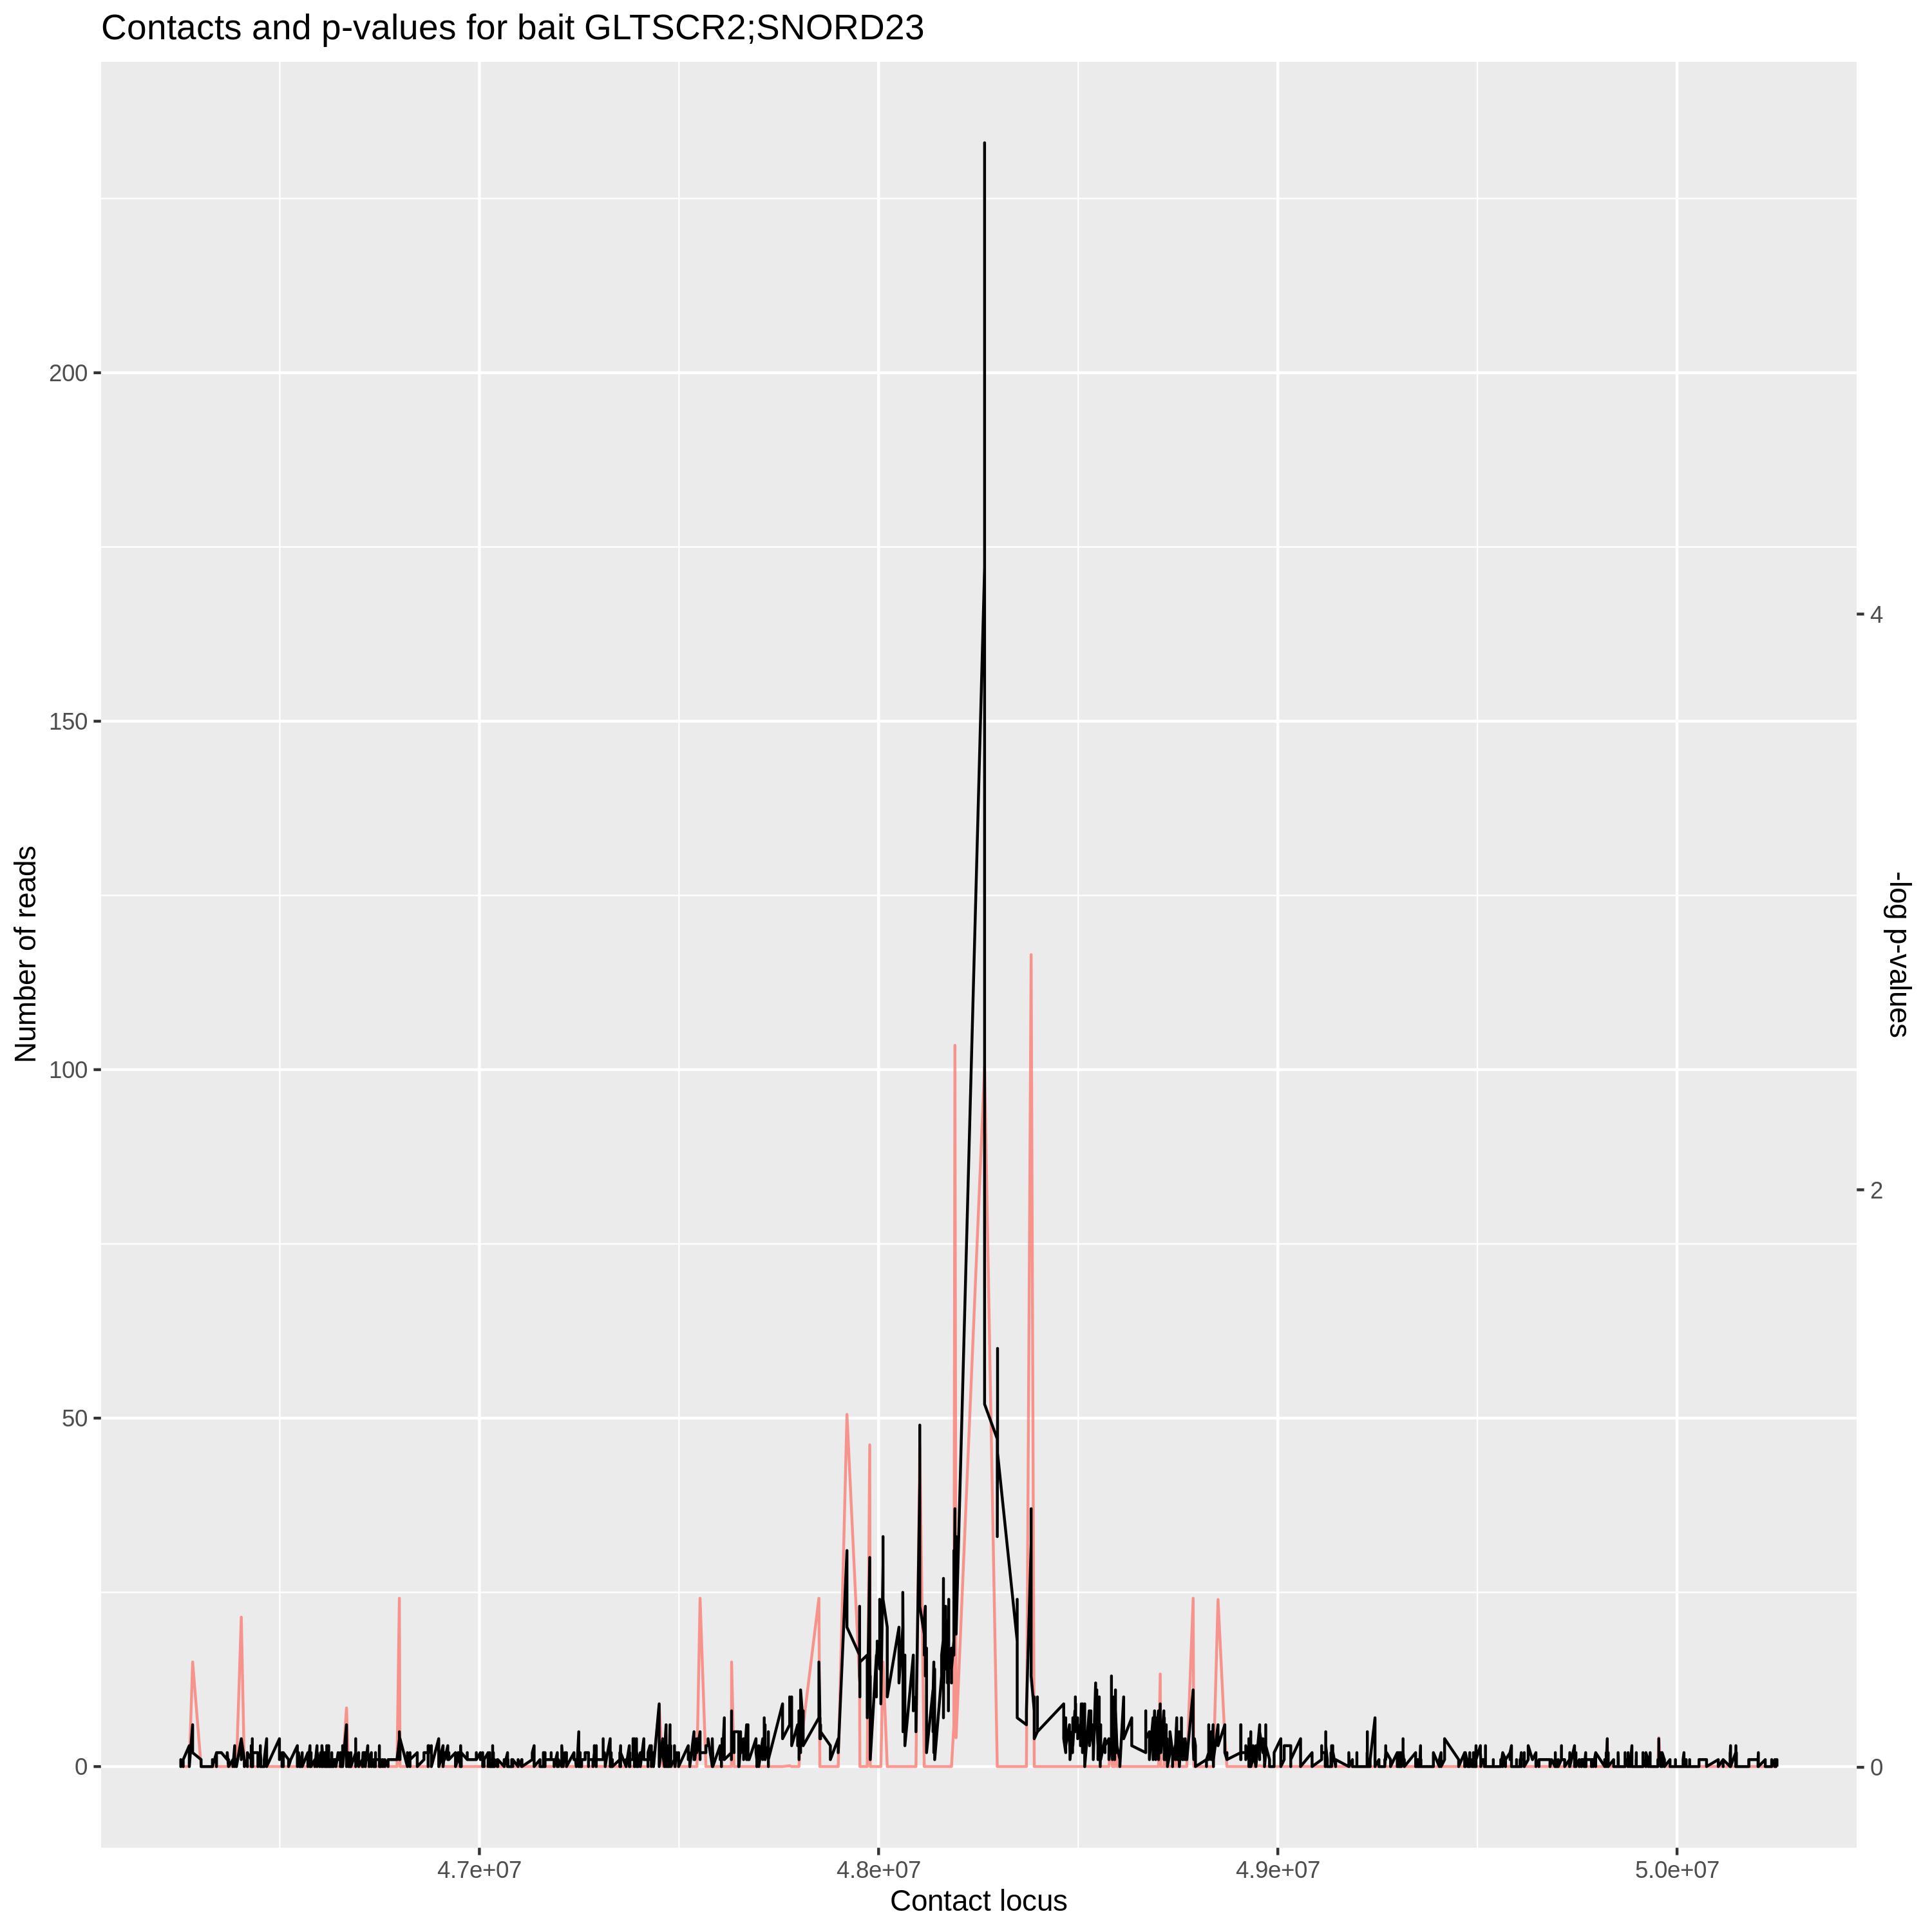 Contacts and p-values for bait GLTSCR2;SNORD23
Number of reads
200
150
100
50
0
4
2
0
-log p-values
4.7e+07
4.8e+07
4.9e+07
5.0e+07
Contact locus